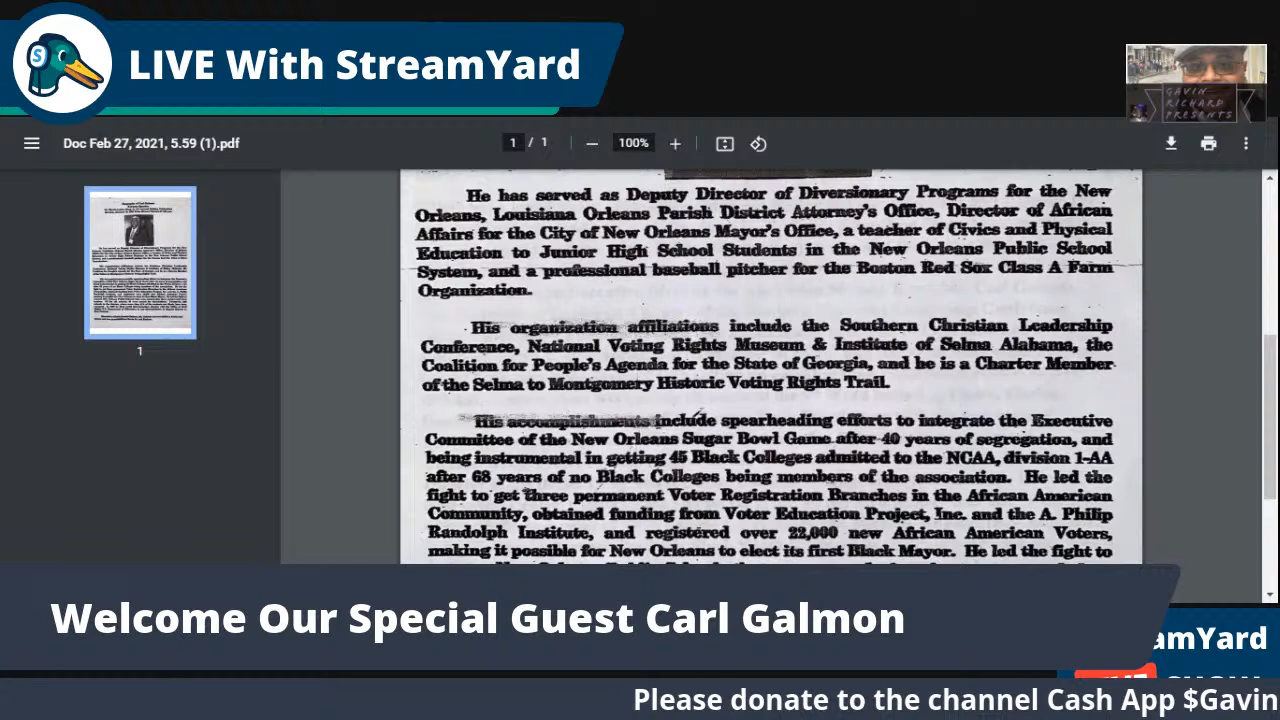 LIVE With StreamYard
GAVIN
RICHARD
PRESENTS
Doc Feb 27, 2021, 5.59 (1).pdf
1 / 1
100%
He has served as Deputy Director of Diversionary Programs for the New
Orleans, Louisiana Orleans Parish District Attorney's Office, Director of African
Affairs for the City of New Orleans Mayor's Office, a teacher of Civics and Physical
Education to Junior High School Students in the New Orleans Public School
System, and a professional baseball pitcher for the Boston Red Sox Class A Farm
Organization.
His organization affiliations include the Southern Christian Leadership
Conference, National Voting Rights Museum & Institute of Selma Alabama, the
Coalition for People's Agenda for the State of Georgia, and he is a Charter Member
of the Selma to Montgomery Historic Voting Rights Trail.
His accomplishments include spearheading efforts to integrate the Executive
Committee of the New Orleans Sugar Bowl Game after 40 years of segregation, and
being instrumental in getting 45 Black Colleges admitted to the NCAA, division 1-AA
after 68 years of no Black Colleges being members of the association. He led the
fight to get three permanent Voter Registration Branches in the African American
Community, obtained funding from Voter Education Project, Inc. and the A. Philip
Randolph Institute, and registered over 22,000 new African American Voters,
making it possible for New Orleans to elect its first Black Mayor. He led the fight to
1
Welcome Our Special Guest Carl Galmon
amYard
Please donate to the channel Cash App $Gavin